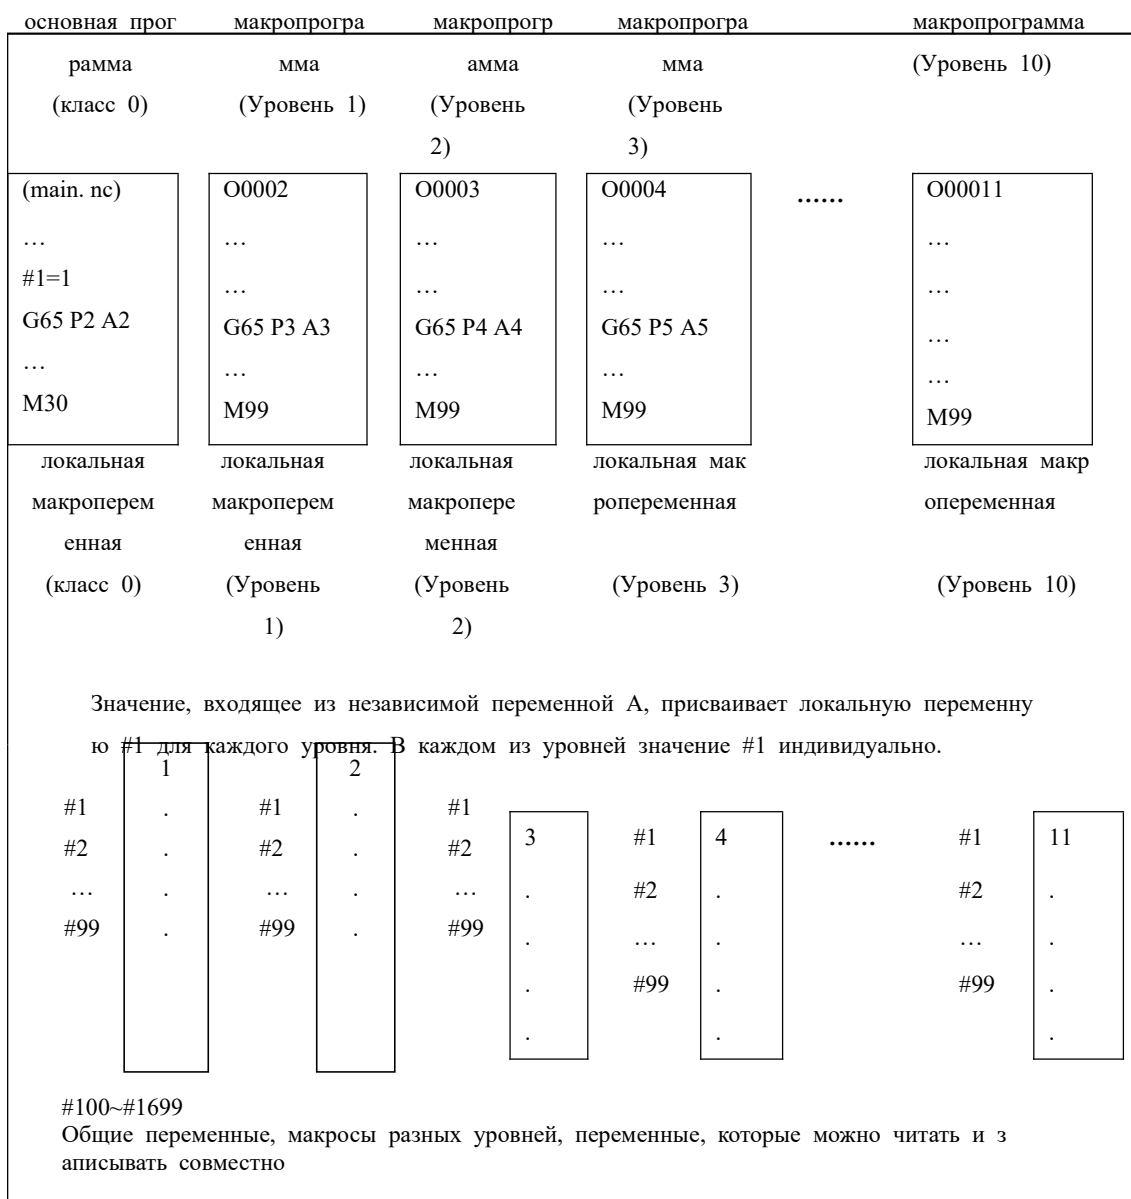 основная прог макропрогра макропрогр макропрогра макропрограмма
рамма мма амма мма (Уровень 10)
(класс 0) (Уровень 1) (Уровень (Уровень
2) 3)
(main. nc) O0002 O0003 O0004 …… O00011
… … … … …
#1=1 … … … …
G65 P2 A2 G65 P3 A3 G65 P4 A4 G65 P5 A5 …
… … … … …
M30 M99 M99 M99 M99
локальная локальная локальная локальная мак локальная макр
макроперем макроперем макропере ропеременная опеременная
енная енная менная
(класс 0) (Уровень (Уровень (Уровень 3) (Уровень 10)
1) 2)
Значение, входящее из независимой переменной А, присваивает локальную переменну
ю #1 для каждого уровня. В каждом из уровней значение #1 индивидуально.
1 2
#1 . #1 . #1
#2 . #2 . #2 3 #1 4 …… #1 11
… . … . … . #2 . #2 .
#99 . #99 . #99 . … . … .
. #99 . #99 .
. . .
#100~#1699
Общие переменные, макросы разных уровней, переменные, которые можно читать и з
аписывать совместно